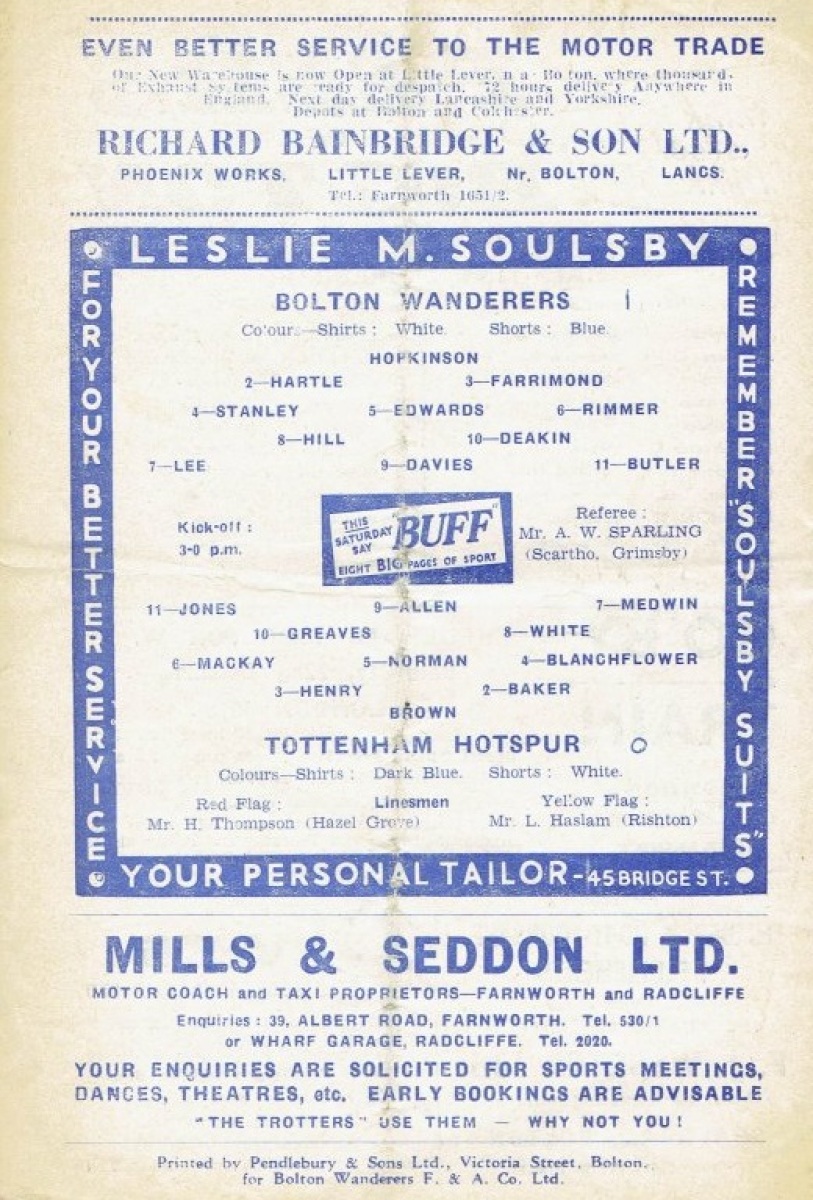 EVEN BETTER SERVICE TO THE MOTOR TRADE
Our New Warehouse is now Open at Little Lever, near Bolton, where thousands
of Exhaust Systems are ready for despatch. 72 hours delivery Anywhere in
England. Next day delivery Lancashire and Yorkshire.
Depots at Bolton and Colchester.
RICHARD BAINBRIDGE & SON LTD.,
PHOENIX WORKS, LITTLE LEVER, Nr. BOLTON, LANCS.
Tel.: Farnworth 1651/2.
LESLIE M. SOULSBY
FOR YOUR BETTER SERVICE
BOLTON WANDERERS 1
Colours—Shirts : White. Shorts : Blue.
HOPKINSON
2—HARTLE 3—FARRIMOND
4—STANLEY 5—EDWARDS 6—RIMMER
8—HILL 10—DEAKIN
7—LEE 9—DAVIES 11—BUTLER
Kick-off :
3-0 p.m.
THIS
SATURDAY
SAY
"BUFF"
EIGHT BIG PAGES OF SPORT
Referee :
Mr. A. W. SPARLING
(Scartho, Grimsby)
11—JONES 9—ALLEN 7—MEDWIN
10—GREAVES 8—WHITE
6—MACKAY 5—NORMAN 4—BLANCHFLOWER
3—HENRY 2—BAKER
BROWN
TOTTENHAM HOTSPUR 0
Colours—Shirts : Dark Blue. Shorts : White.
Red Flag : Linesmen Yellow Flag :
Mr. H. Thompson (Hazel Grove) Mr. L. Haslam (Rishton)
REMEMBER "SOULSBY SUITS"
YOUR PERSONAL TAILOR - 45 BRIDGE ST.
MILLS & SEDDON LTD.
MOTOR COACH and TAXI PROPRIETORS—FARNWORTH and RADCLIFFE
Enquiries : 39, ALBERT ROAD, FARNWORTH. Tel. 530/1
or WHARF GARAGE, RADCLIFFE. Tel. 2020.
YOUR ENQUIRIES ARE SOLICITED FOR SPORTS MEETINGS,
DANCES, THEATRES, etc. EARLY BOOKINGS ARE ADVISABLE
"THE TROTTERS" USE THEM — WHY NOT YOU !
Printed by Pendlebury & Sons Ltd., Victoria Street, Bolton,
for Bolton Wanderers F. & A. Co. Ltd.